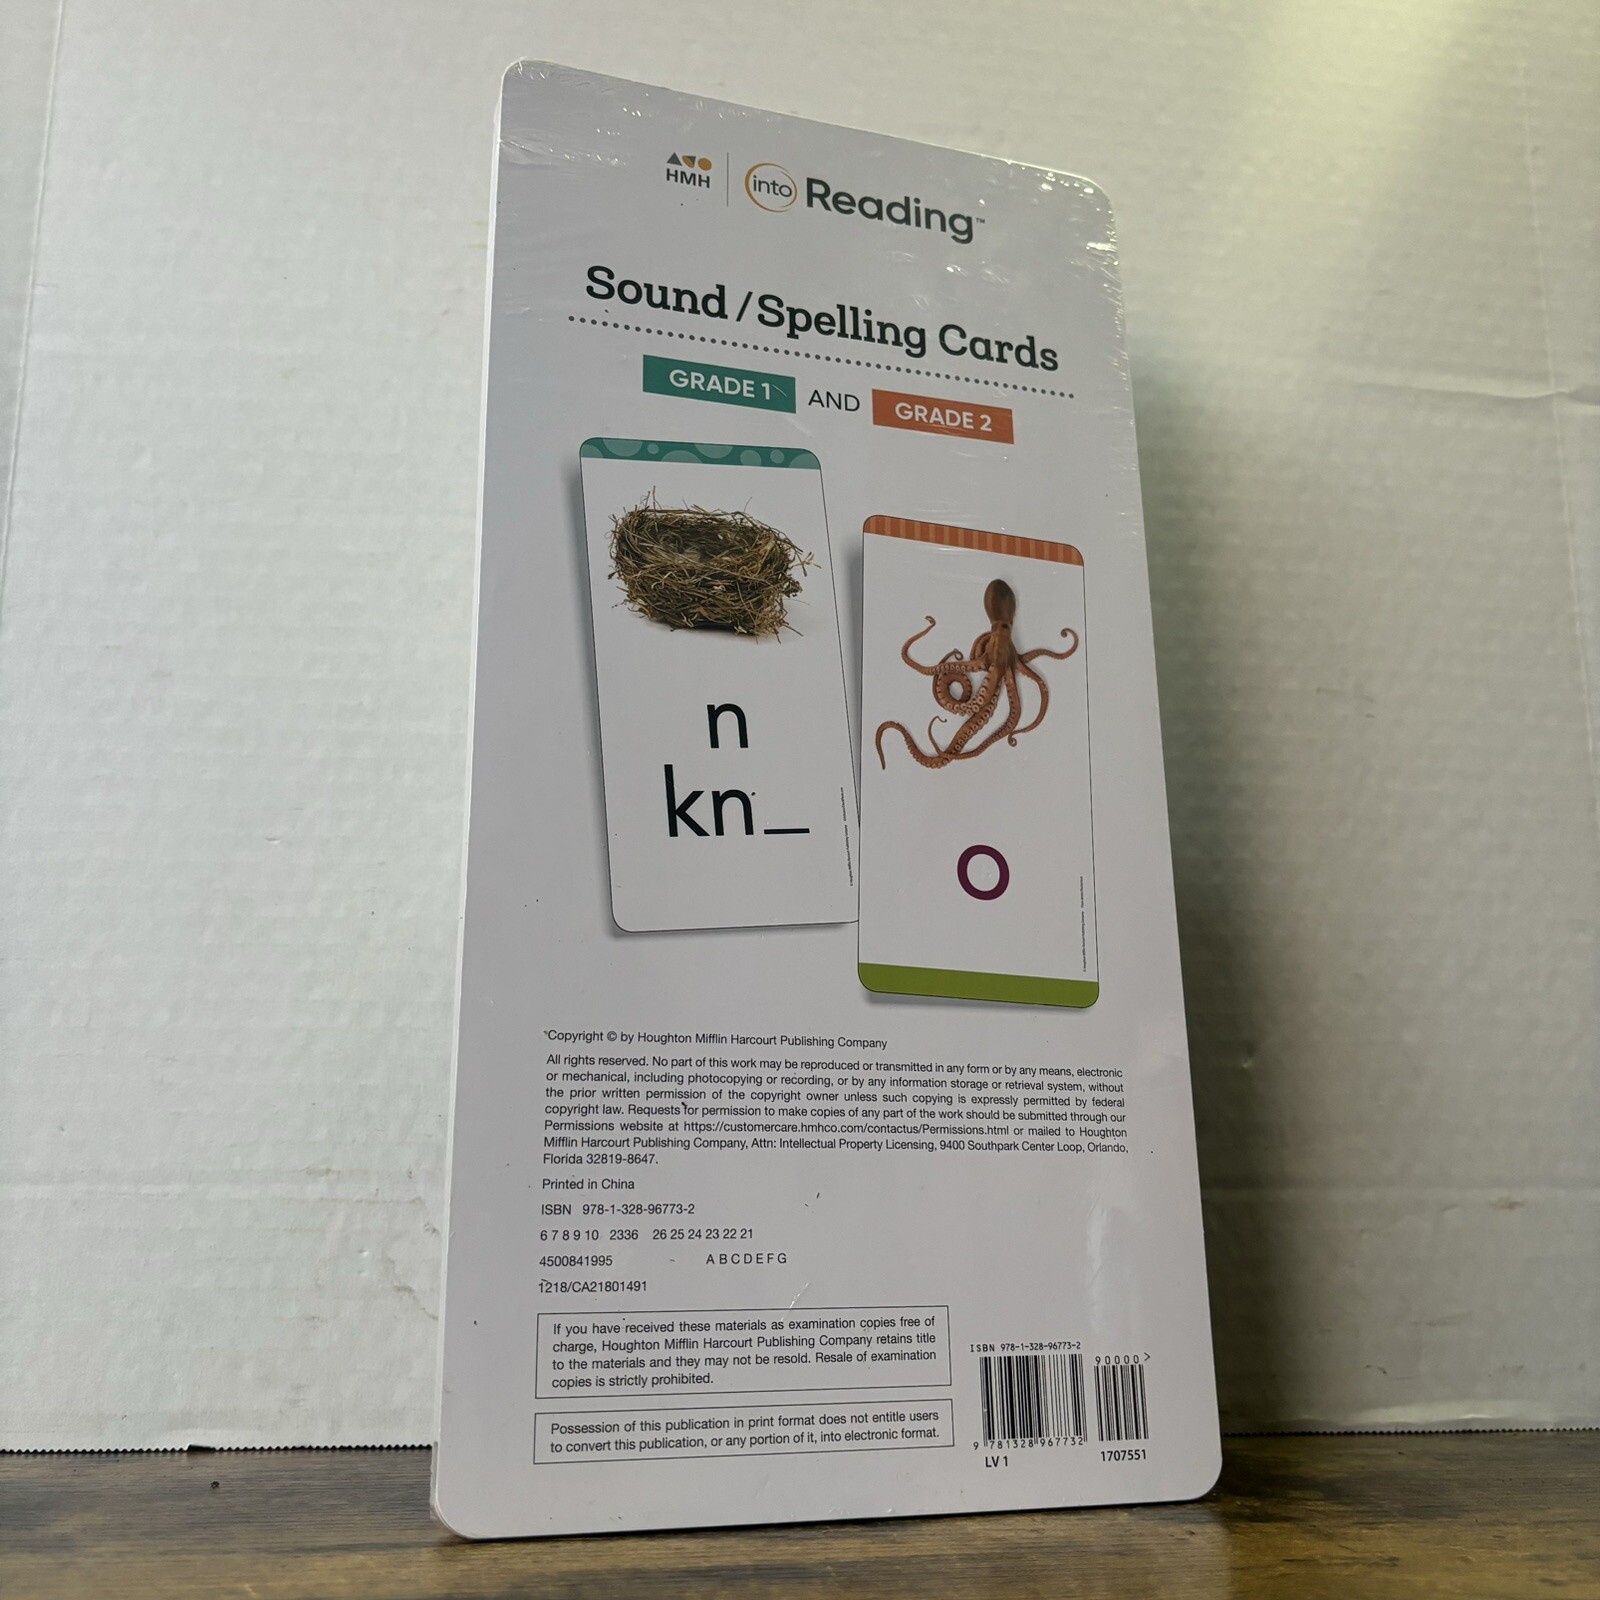 HMH
into Reading™
Sound/Spelling Cards
GRADE 1 AND GRADE 2
n
kn_
o
Copyright © by Houghton Mifflin Harcourt Publishing Company
All rights reserved. No part of this work may be reproduced or transmitted in any form or by any means, electronic
or mechanical, including photocopying or recording, or by any information storage or retrieval system, without
the prior written permission of the copyright owner unless such copying is expressly permitted by federal
copyright law. Requests for permission to make copies of any part of the work should be submitted through our
Permissions website at https://customercare.hmhco.com/contactus/Permissions.html or mailed to Houghton
Mifflin Harcourt Publishing Company, Attn: Intellectual Property Licensing, 9400 Southpark Center Loop, Orlando,
Florida 32819-8647.
Printed in China
ISBN 978-1-328-96773-2
6 7 8 9 10 2336 26 25 24 23 22 21
4500841995 A B C D E F G
1218/CA21801491
If you have received these materials as examination copies free of
charge, Houghton Mifflin Harcourt Publishing Company retains title
to the materials and they may not be resold. Resale of examination
copies is strictly prohibited.
Possession of this publication in print format does not entitle users
to convert this publication, or any portion of it, into electronic format.
ISBN 978-1-328-96773-2
90000>
9 781328 967732
LV 1
1707551